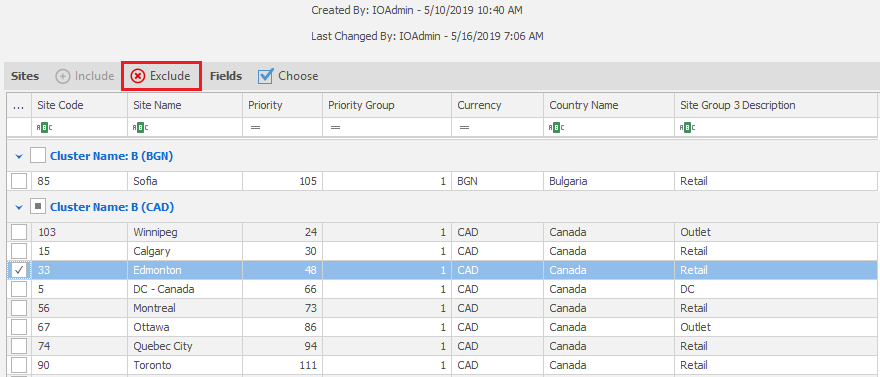 Created By: IOAdmin - 5/10/2019 10:40 AM
Last Changed By: IOAdmin - 5/16/2019 7:06 AM
Sites Include Exclude Fields Choose
... Site Code Site Name Priority Priority Group Currency Country Name Site Group 3 Description
ABC ABC = = = ABC ABC
Cluster Name: B (BGN)
85 Sofia 105 1 BGN Bulgaria Retail
Cluster Name: B (CAD)
103 Winnipeg 24 1 CAD Canada Outlet
15 Calgary 30 1 CAD Canada Retail
33 Edmonton 48 1 CAD Canada Retail
5 DC - Canada 66 1 CAD Canada DC
56 Montreal 73 1 CAD Canada Retail
67 Ottawa 86 1 CAD Canada Outlet
74 Quebec City 94 1 CAD Canada Retail
90 Toronto 111 1 CAD Canada Retail